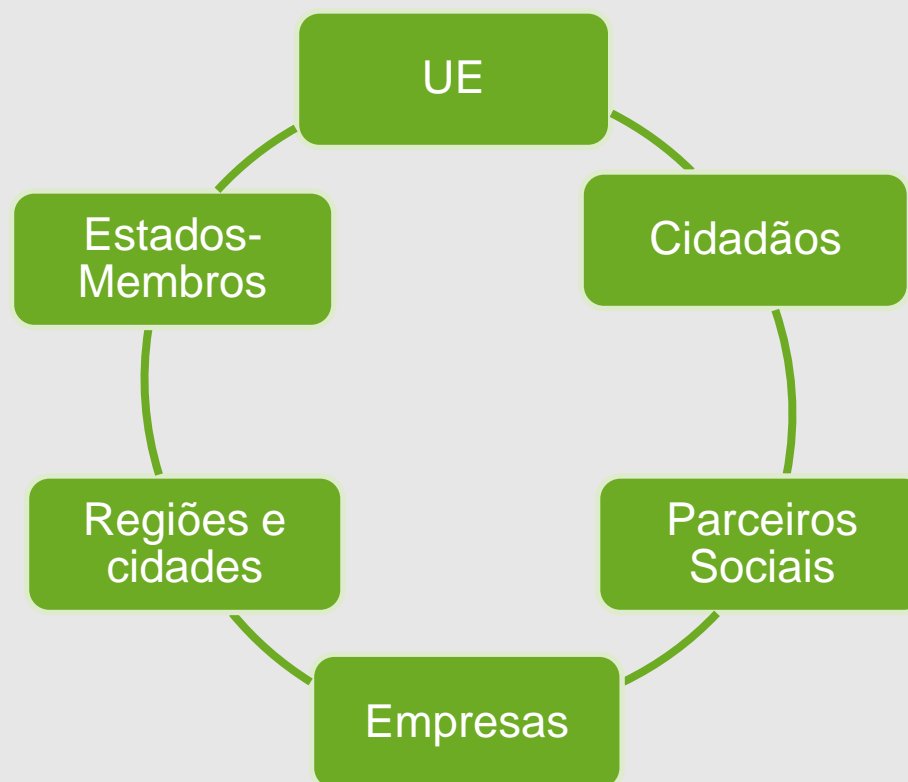 UE
Cidadãos
Parceiros
Sociais
Empresas
Regiões e
cidades
Estados-
Membros